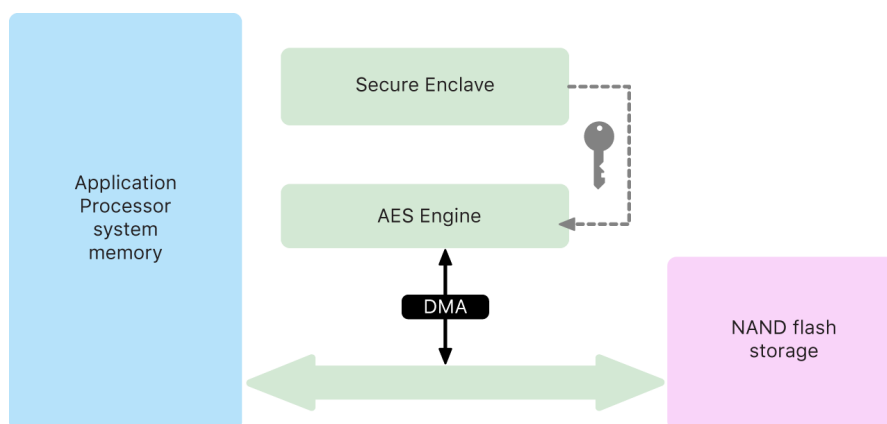 Secure Enclave
Application
Processor
system
memory
AES Engine
DMA
NAND flash
storage